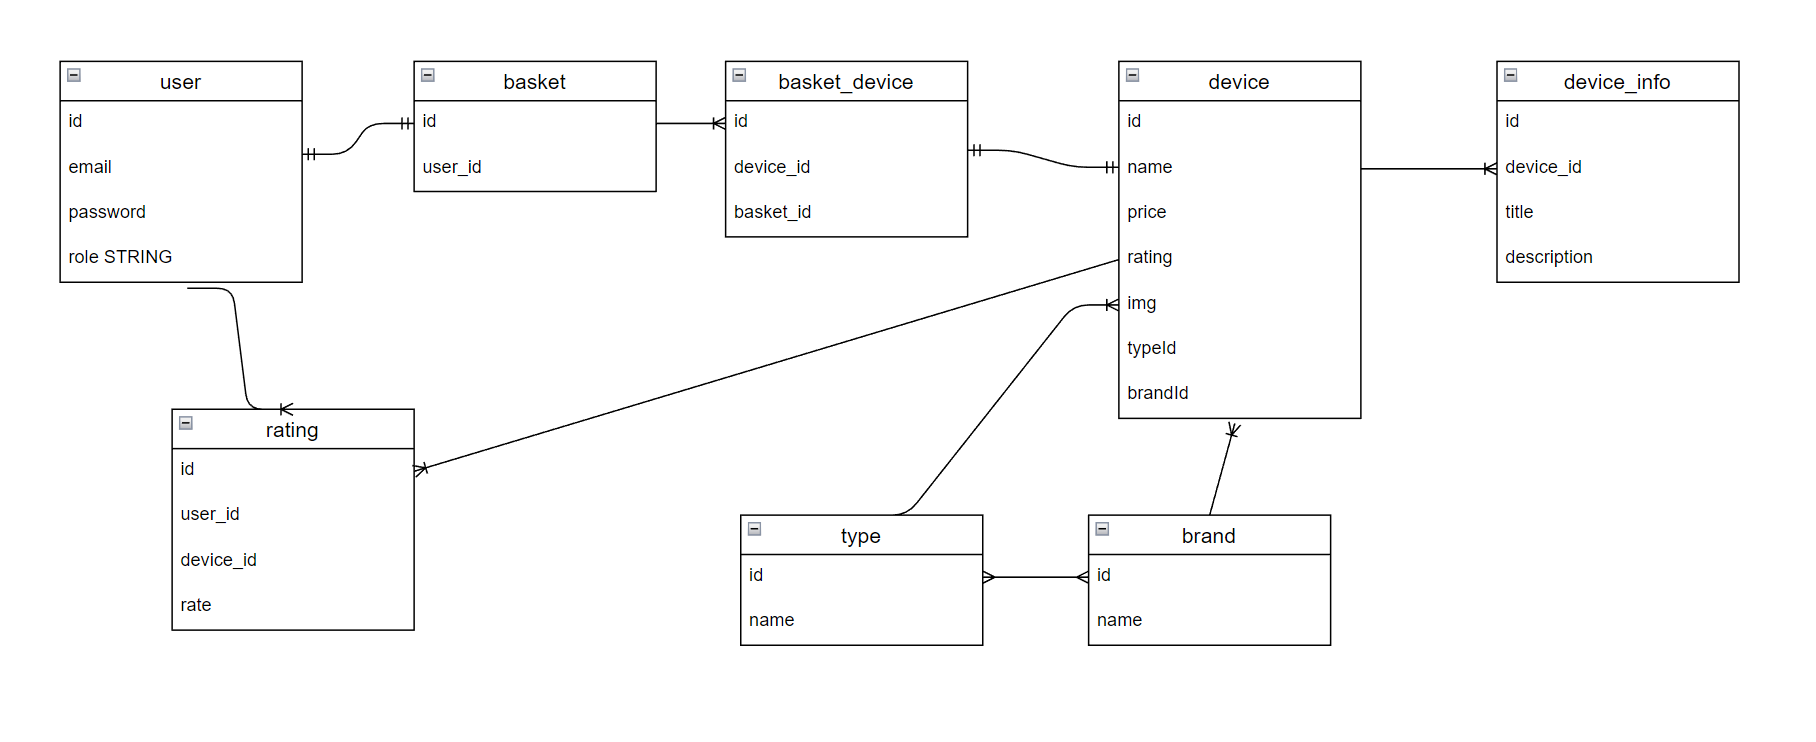 user
id
email
password
role STRING
basket
id
user_id
basket_device
id
device_id
basket_id
device
id
name
price
rating
img
typeId
brandId
device_info
id
device_id
title
description
rating
id
user_id
device_id
rate
type
id
name
brand
id
name